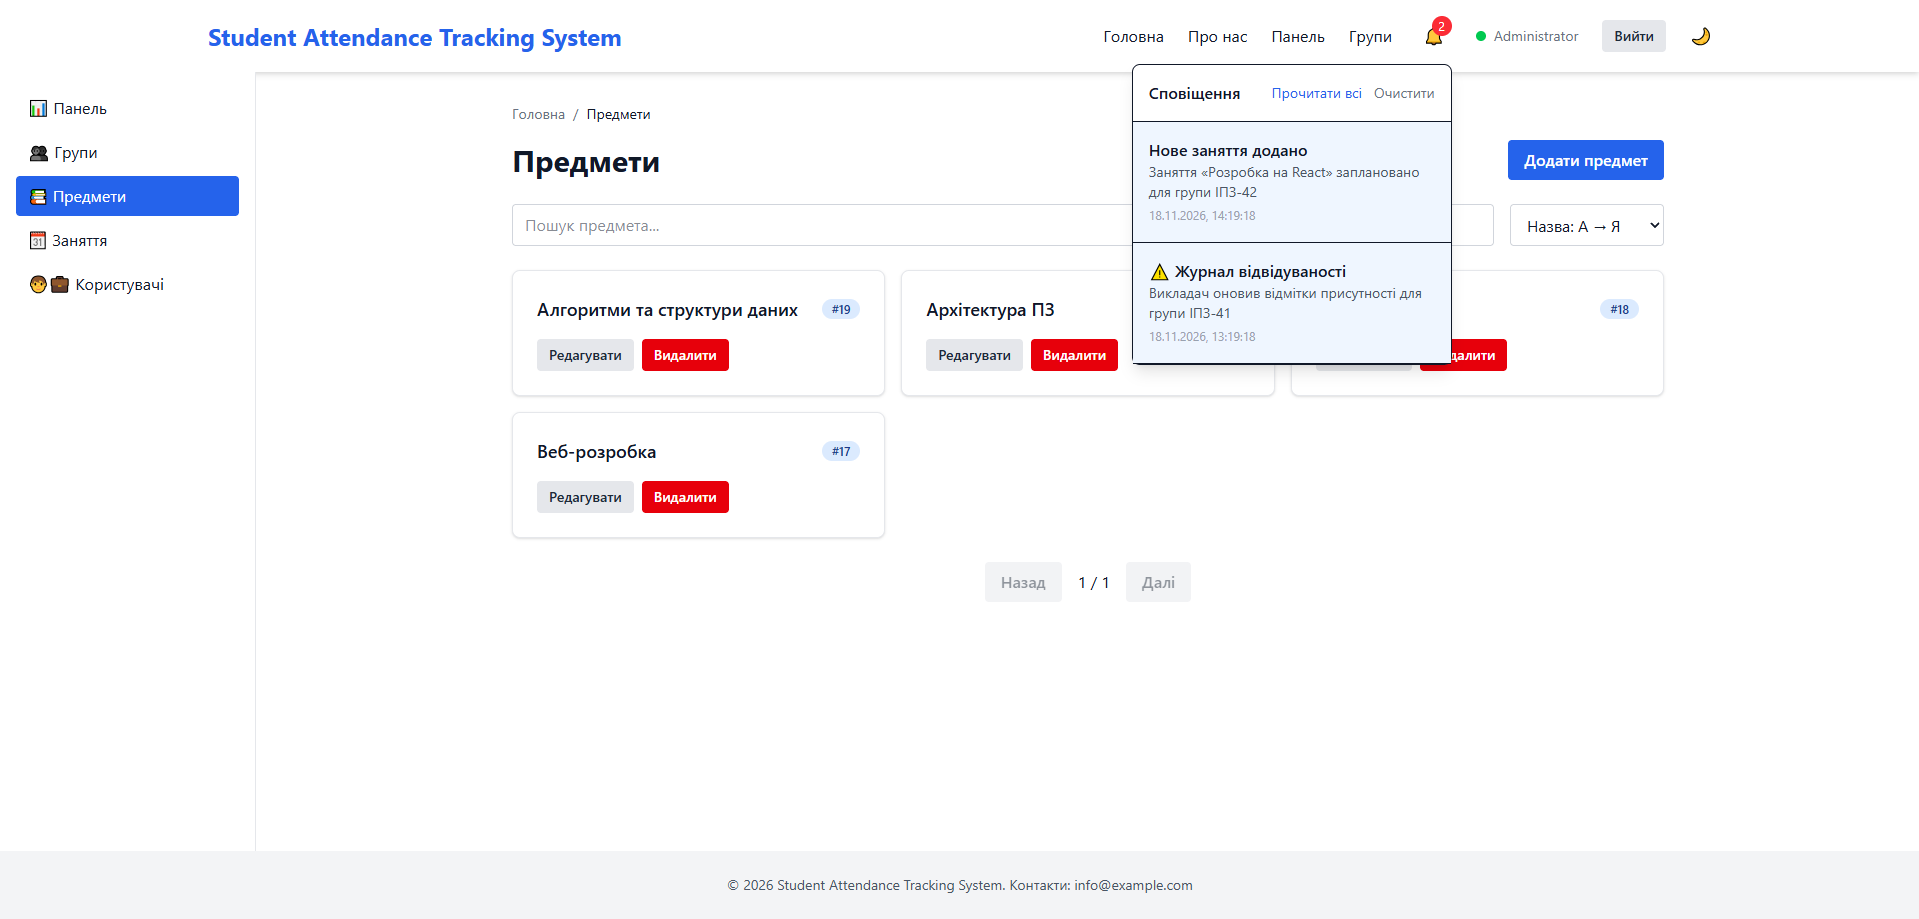 Student Attendance Tracking System
Головна
Про нас
Панель
Групи
2
Administrator
Вийти
Панель
Групи
Предмети
Заняття
Користувачі
Головна / Предмети
Предмети
Додати предмет
Пошук предмета...
Назва: А → Я
Сповіщення
Прочитати всі
Очистити
Нове заняття додано
Заняття «Розробка на React» заплановано
для групи ІПЗ-42
18.11.2026, 14:19:18
⚠ Журнал відвідуваності
Викладач оновив відмітки присутності для
групи ІПЗ-41
18.11.2026, 13:19:18
Алгоритми та структури даних
#19
Редагувати
Видалити
Архітектура ПЗ
Редагувати
Видалити
#18
Веб-розробка
#17
Редагувати
Видалити
Назад
1 / 1
Далі
© 2026 Student Attendance Tracking System. Контакти: info@example.com